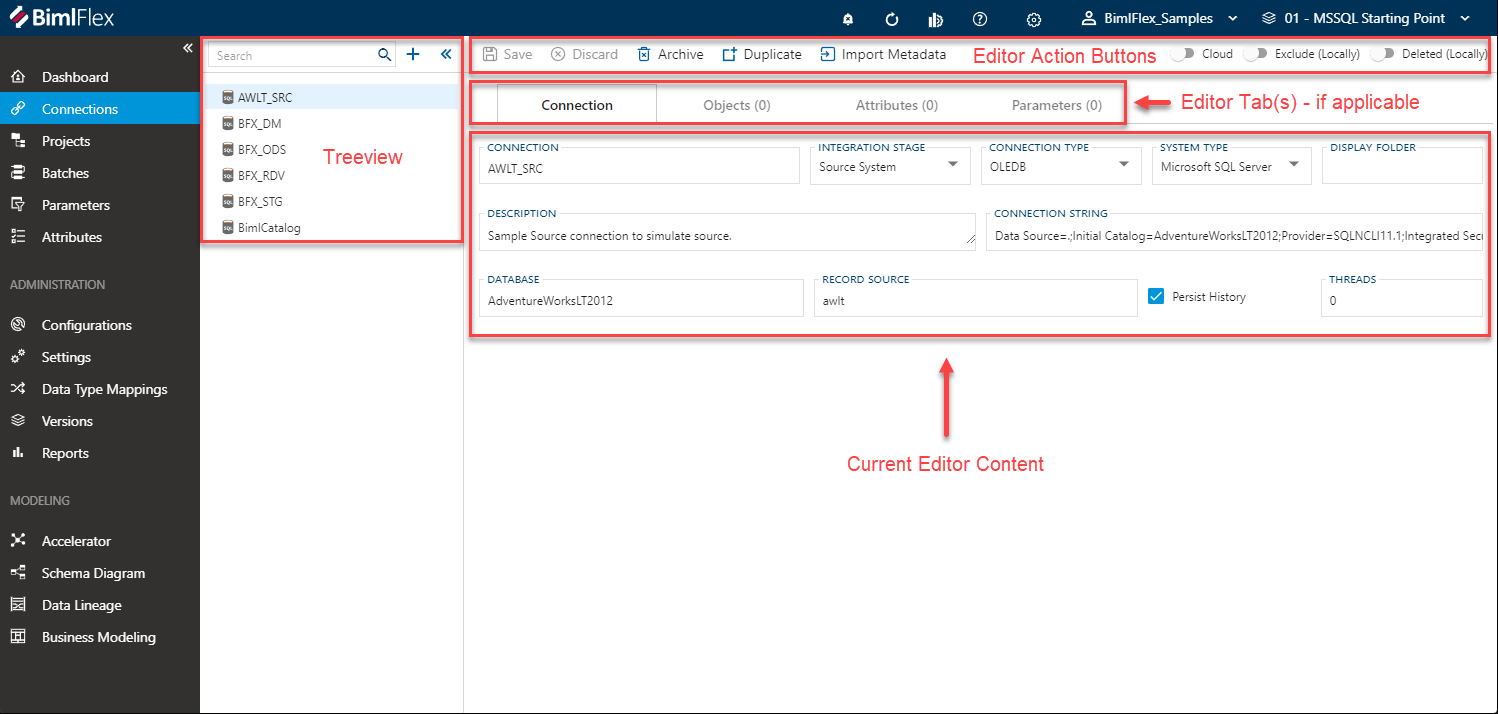 BimlFlex
BimlFlex_Samples
01 - MSSQL Starting Point
Dashboard
Connections
Projects
Batches
Parameters
Attributes
ADMINISTRATION
Configurations
Settings
Data Type Mappings
Versions
Reports
MODELING
Accelerator
Schema Diagram
Data Lineage
Business Modeling
Search
AWLT_SRC
BFX_DM
BFX_ODS
BFX_RDV
BFX_STG
BimlCatalog
Treeview
Save Discard Archive Duplicate Import Metadata Editor Action Buttons Cloud Exclude (Locally) Deleted (Locally)
Connection Objects (0) Attributes (0) Parameters (0)
Editor Tab(s) - if applicable
CONNECTION INTEGRATION STAGE CONNECTION TYPE SYSTEM TYPE DISPLAY FOLDER
AWLT_SRC Source System OLEDB Microsoft SQL Server
DESCRIPTION CONNECTION STRING
Sample Source connection to simulate source. Data Source=.;Initial Catalog=AdventureWorksLT2012;Provider=SQLNCLI11.1;Integrated Secu
DATABASE RECORD SOURCE THREADS
AdventureWorksLT2012 awlt Persist History 0
Current Editor Content